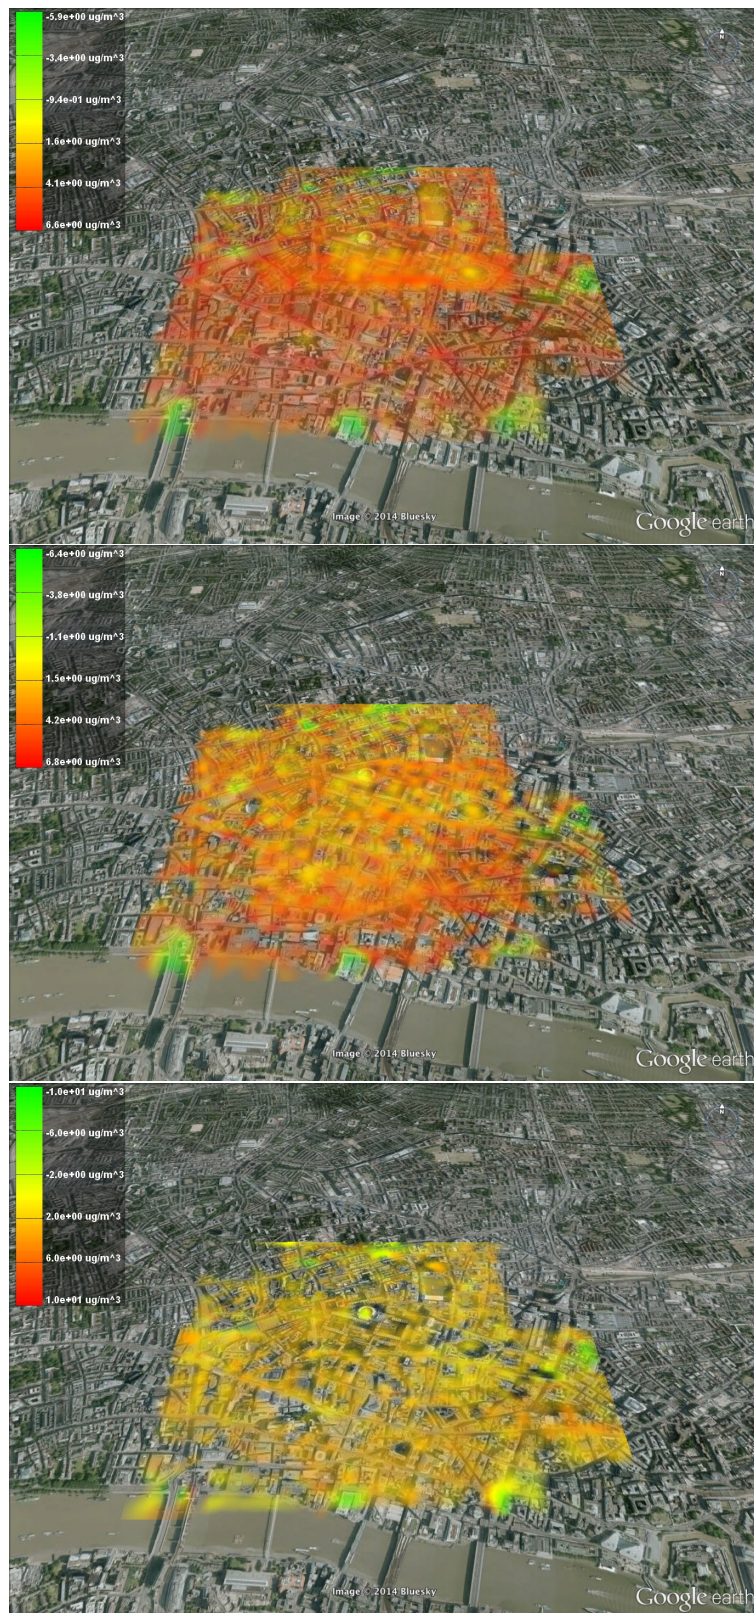 -5.9e+00 ug/m^3
-3.4e+00 ug/m^3
-9.4e-01 ug/m^3
1.6e+00 ug/m^3
4.1e+00 ug/m^3
6.6e+00 ug/m^3
N
Image © 2014 Bluesky
Google earth
-6.4e+00 ug/m^3
-3.8e+00 ug/m^3
-1.1e+00 ug/m^3
1.5e+00 ug/m^3
4.2e+00 ug/m^3
6.8e+00 ug/m^3
N
Image © 2014 Bluesky
Google earth
-1.0e+01 ug/m^3
-6.0e+00 ug/m^3
-2.0e+00 ug/m^3
2.0e+00 ug/m^3
6.0e+00 ug/m^3
1.0e+01 ug/m^3
N
Image © 2014 Bluesky
Google earth